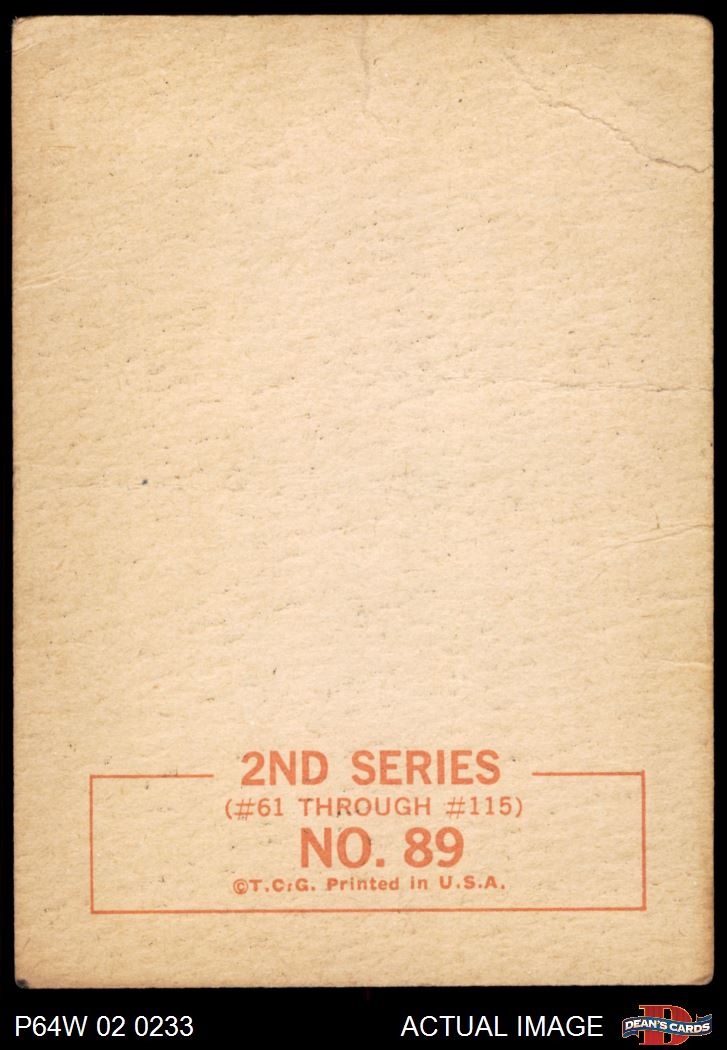 2ND SERIES
(#61 THROUGH #115)
NO. 89
©T.C.G. Printed in U.S.A.
P64W 02 0233
ACTUAL IMAGE
D
DEAN'S CARDS